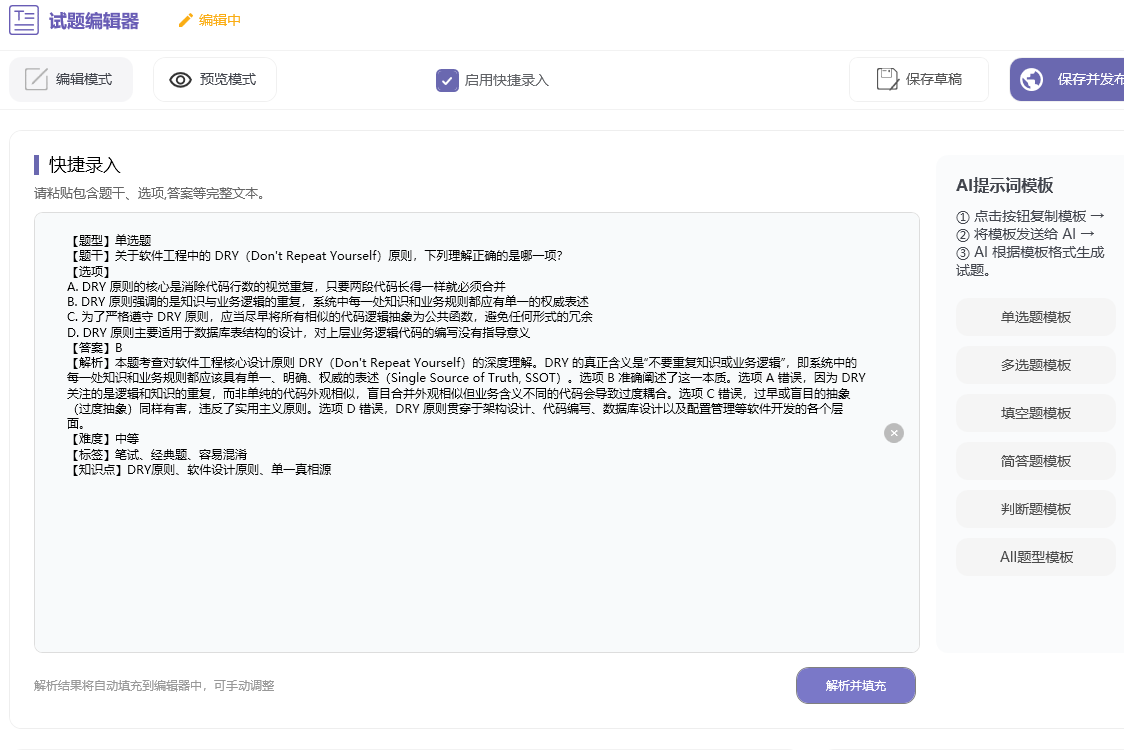 试题编辑器
编辑中
编辑模式
预览模式
启用快捷录入
保存草稿
保存并发布
快捷录入
请粘贴包含题干、选项,答案等完整文本。
【题型】单选题
【题干】关于软件工程中的 DRY（Don't Repeat Yourself）原则，下列理解正确的是哪一项?
【选项】
A. DRY 原则的核心是消除代码行数的视觉重复，只要两段代码长得一样就必须合并
B. DRY 原则强调的是知识与业务逻辑的重复，系统中每一处知识和业务规则都应有单一的权威表述
C. 为了严格遵守 DRY 原则，应当尽早将所有相似的代码逻辑抽象为公共函数，避免任何形式的冗余
D. DRY 原则主要适用于数据库表结构的设计，对上层业务逻辑代码的编写没有指导意义
【答案】B
【解析】本题考查对软件工程核心设计原则 DRY（Don't Repeat Yourself）的深度理解。DRY 的真正含义是“不要重复知识或业务逻辑”，即系统中的
每一处知识和业务规则都应该具有单一、明确、权威的表述（Single Source of Truth, SSOT）。选项 B 准确阐述了这一本质。选项 A 错误，因为 DRY
关注的是逻辑和知识的重复，而非单纯的代码外观相似，盲目合并外观相似但业务含义不同的代码会导致过度耦合。选项 C 错误，过早或盲目的抽象
（过度抽象）同样有害，违反了实用主义原则。选项 D 错误，DRY 原则贯穿于架构设计、代码编写、数据库设计以及配置管理等软件开发的各个层
面。
【难度】中等
【标签】笔试、经典题、容易混淆
【知识点】DRY原则、软件设计原则、单一真相源
解析结果将自动填充到编辑器中，可手动调整
解析并填充
AI提示词模板
① 点击按钮复制模板 →
② 将模板发送给 AI →
③ AI 根据模板格式生成
试题。
单选题模板
多选题模板
填空题模板
简答题模板
判断题模板
All题型模板